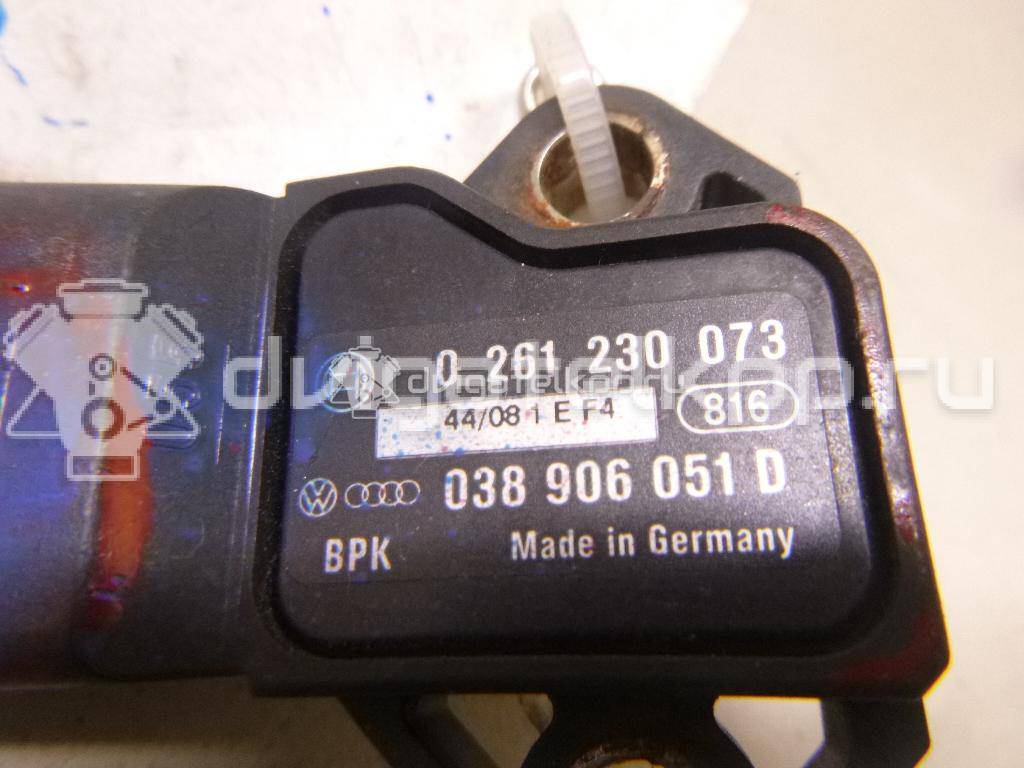 0 261 230 073
44/08 1 E F4
816
038 906 051 D
BPK
Made in Germany